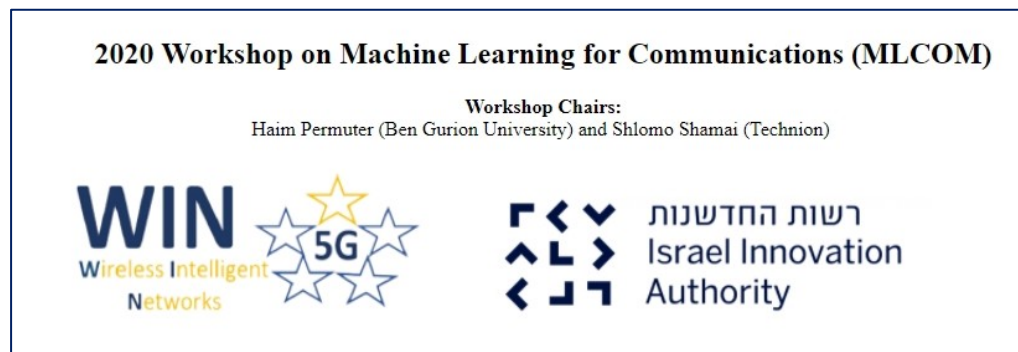 2020 Workshop on Machine Learning for Communications (MLCOM)
Workshop Chairs:
Haim Permuter (Ben Gurion University) and Shlomo Shamai (Technion)
WIN
Wireless Intelligent
Networks
5G
רשות החדשנות
Israel Innovation
Authority